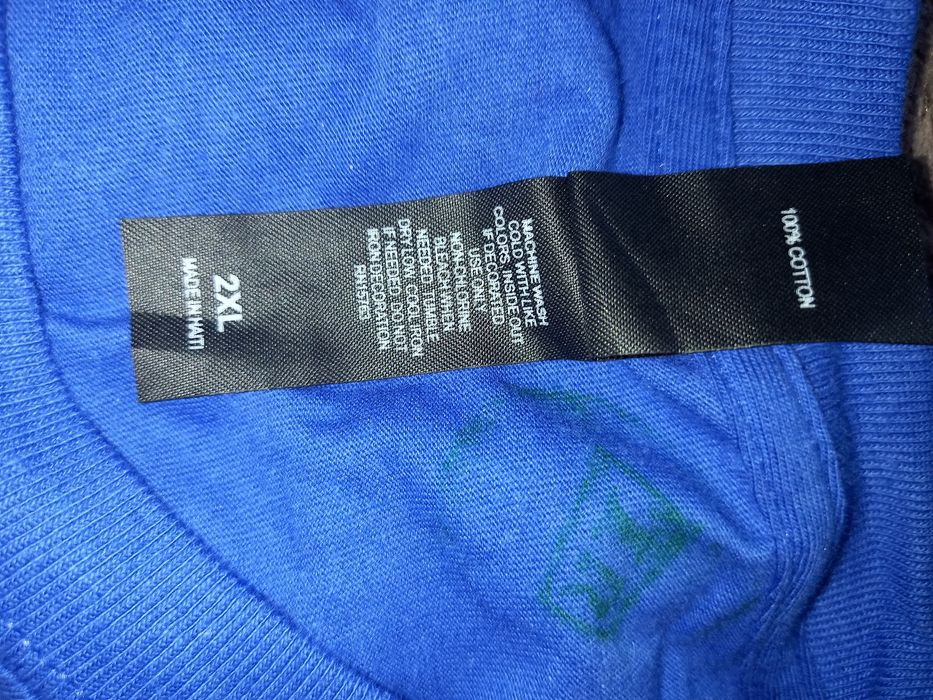 100% COTTON
MACHINE WASH
COLD WITH LIKE
COLORS, INSIDE OUT
IF DECORATED
USE ONLY
NON-CHLORINE
BLEACH WHEN
NEEDED. TUMBLE
DRY LOW, COOL IRON
IF NEEDED. DO NOT
IRON DECORATION
2XL
MADE IN HAITI